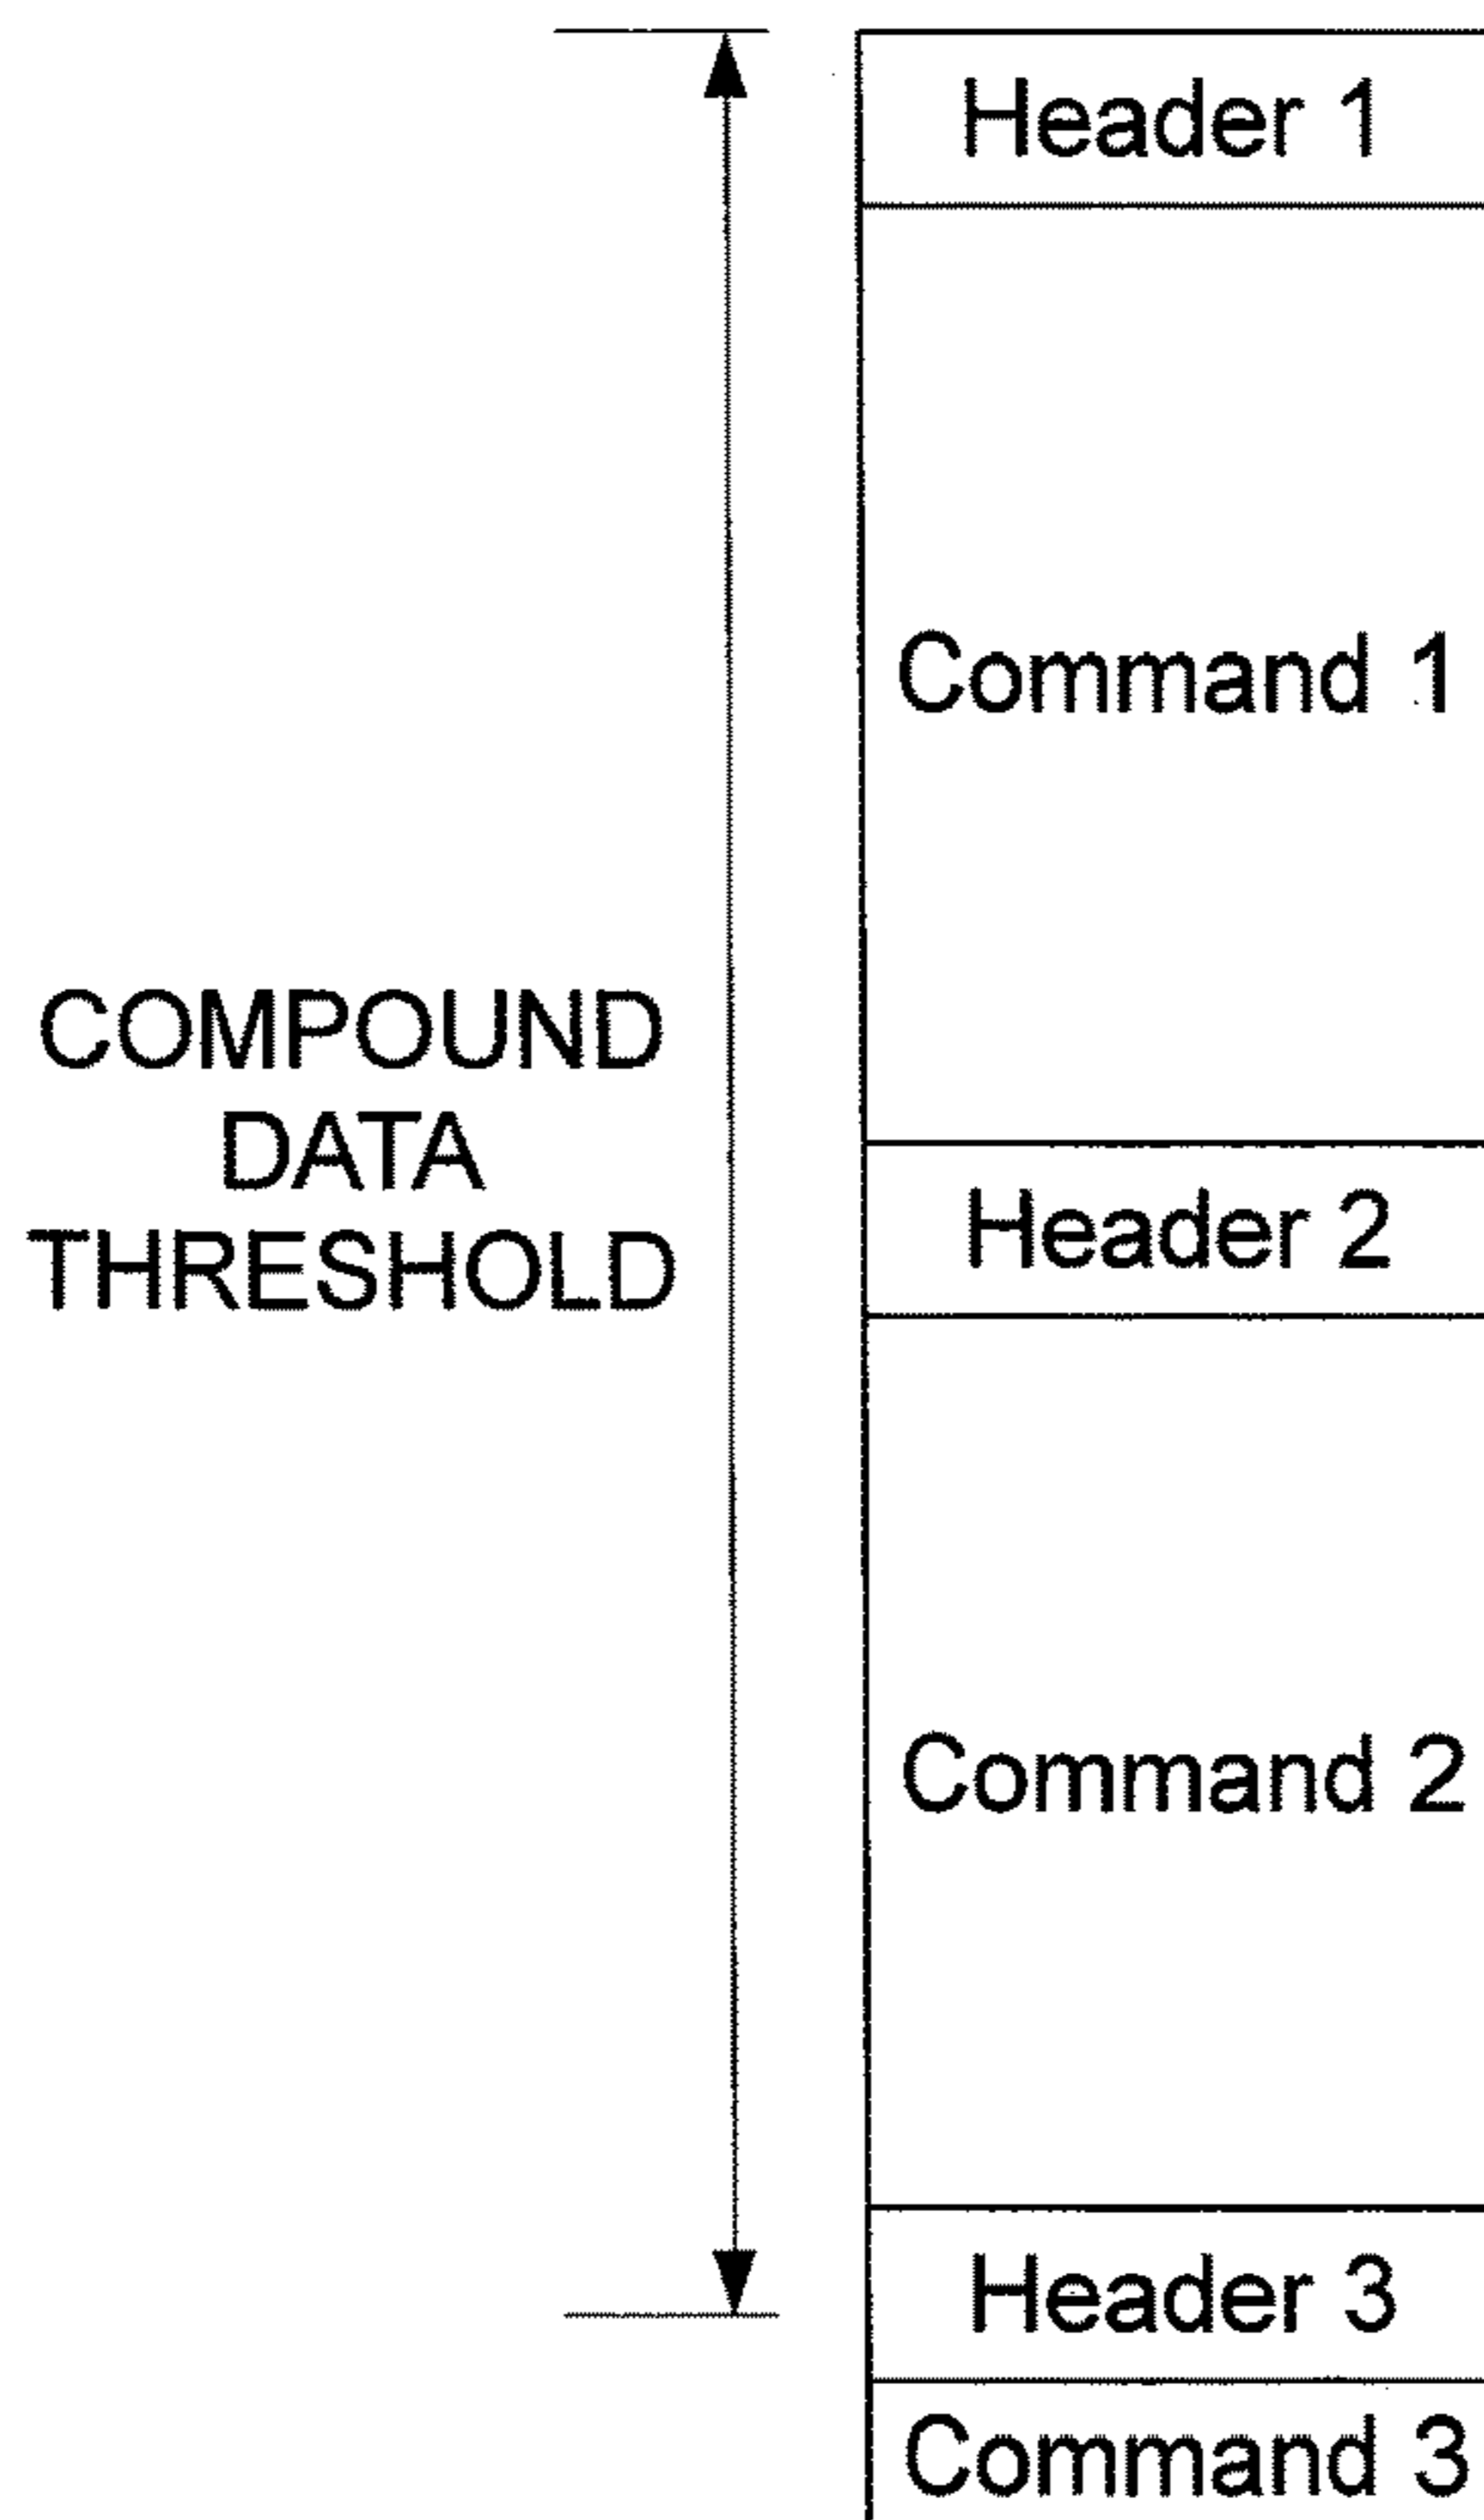 Header 1
Command 1
COMPOUND
DATA
THRESHOLD
Header 2
Command 2
Header 3
Command 3